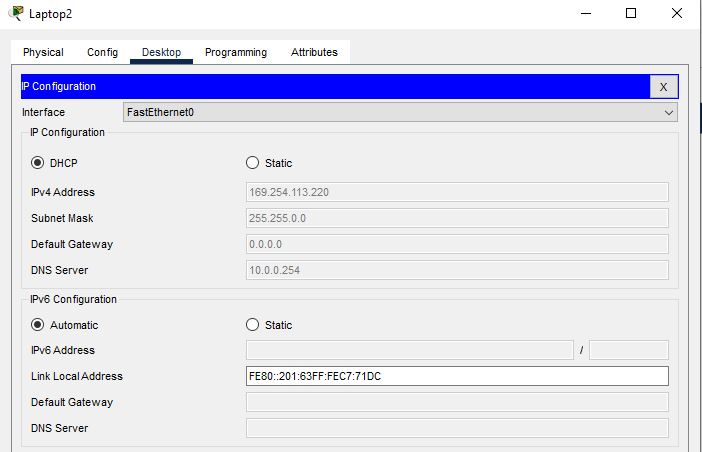 Laptop2
Physical Config Desktop Programming Attributes
IP Configuration X
Interface FastEthernet0
IP Configuration
DHCP Static
IPv4 Address 169.254.113.220
Subnet Mask 255.255.0.0
Default Gateway 0.0.0.0
DNS Server 10.0.0.254
IPv6 Configuration
Automatic Static
IPv6 Address /
Link Local Address FE80::201:63FF:FEC7:71DC
Default Gateway
DNS Server